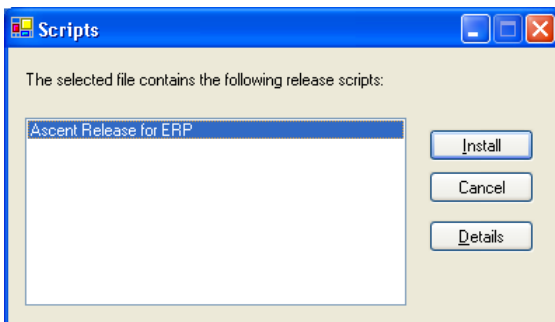 Scripts
The selected file contains the following release scripts:
Ascent Release for ERP
Install
Cancel
Details